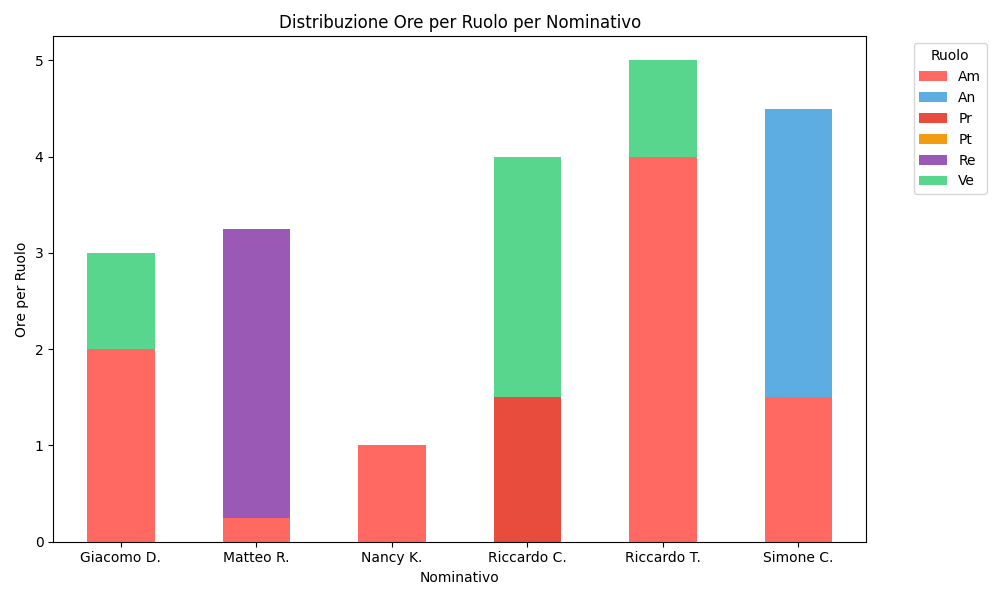 Distribuzione Ore per Ruolo per Nominativo
Ruolo
Am
An
Pr
Pt
Re
Ve
Ore per Ruolo
5
4
3
2
1
0
Giacomo D.
Matteo R.
Nancy K.
Riccardo C.
Riccardo T.
Simone C.
Nominativo